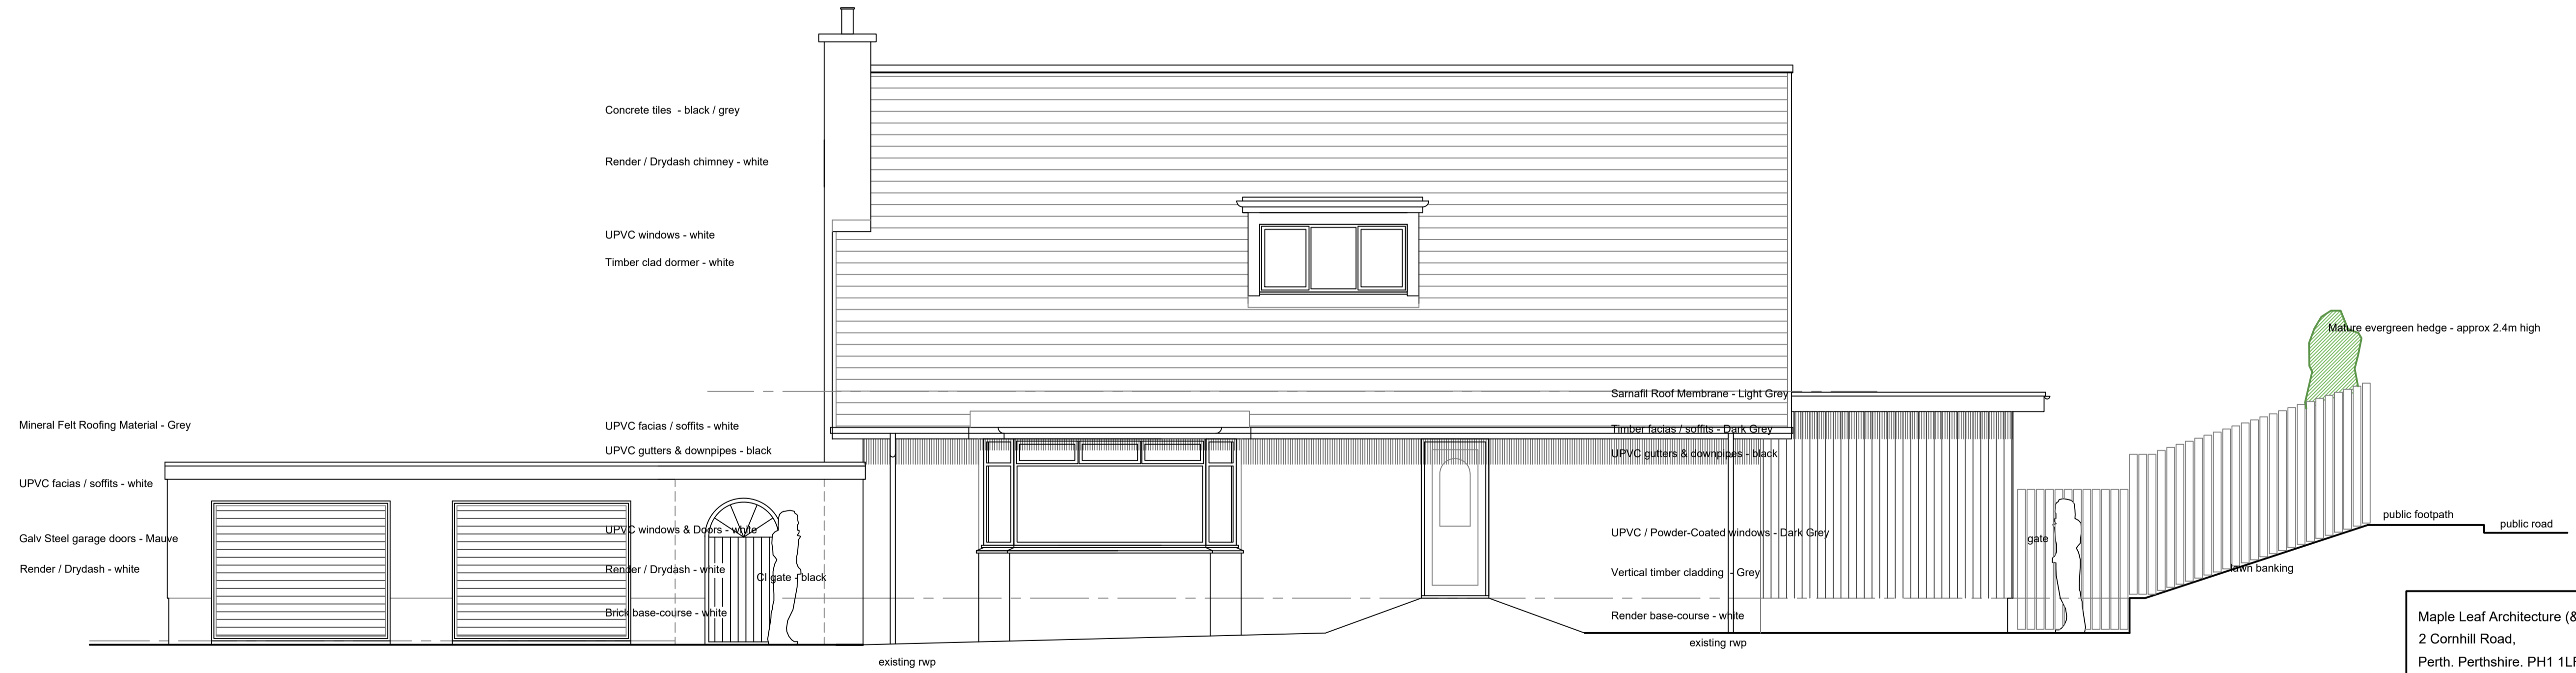 Concrete tiles - black / grey
Render / Drydash chimney - white
UPVC windows - white
Timber clad dormer - white
Mature evergreen hedge - approx 2.4m high
Sarnafil Roof Membrane - Light Grey
Mineral Felt Roofing Material - Grey
UPVC facias / soffits - white
Timber facias / soffits - Dark Grey
UPVC gutters & downpipes - black
UPVC gutters & downpipes - black
UPVC facias / soffits - white
public footpath
public road
UPVC windows & Doors - white
UPVC / Powder-Coated windows - Dark Grey
Galv Steel garage doors - Mauve
gate
Render / Drydash - white
Render / Drydash - white
CI gate - black
Vertical timber cladding - Grey
lawn banking
Brick base-course - white
Render base-course - white
existing rwp
existing rwp
Maple Leaf Architecture (&
2 Cornhill Road,
Perth. Perthshire. PH1 1L